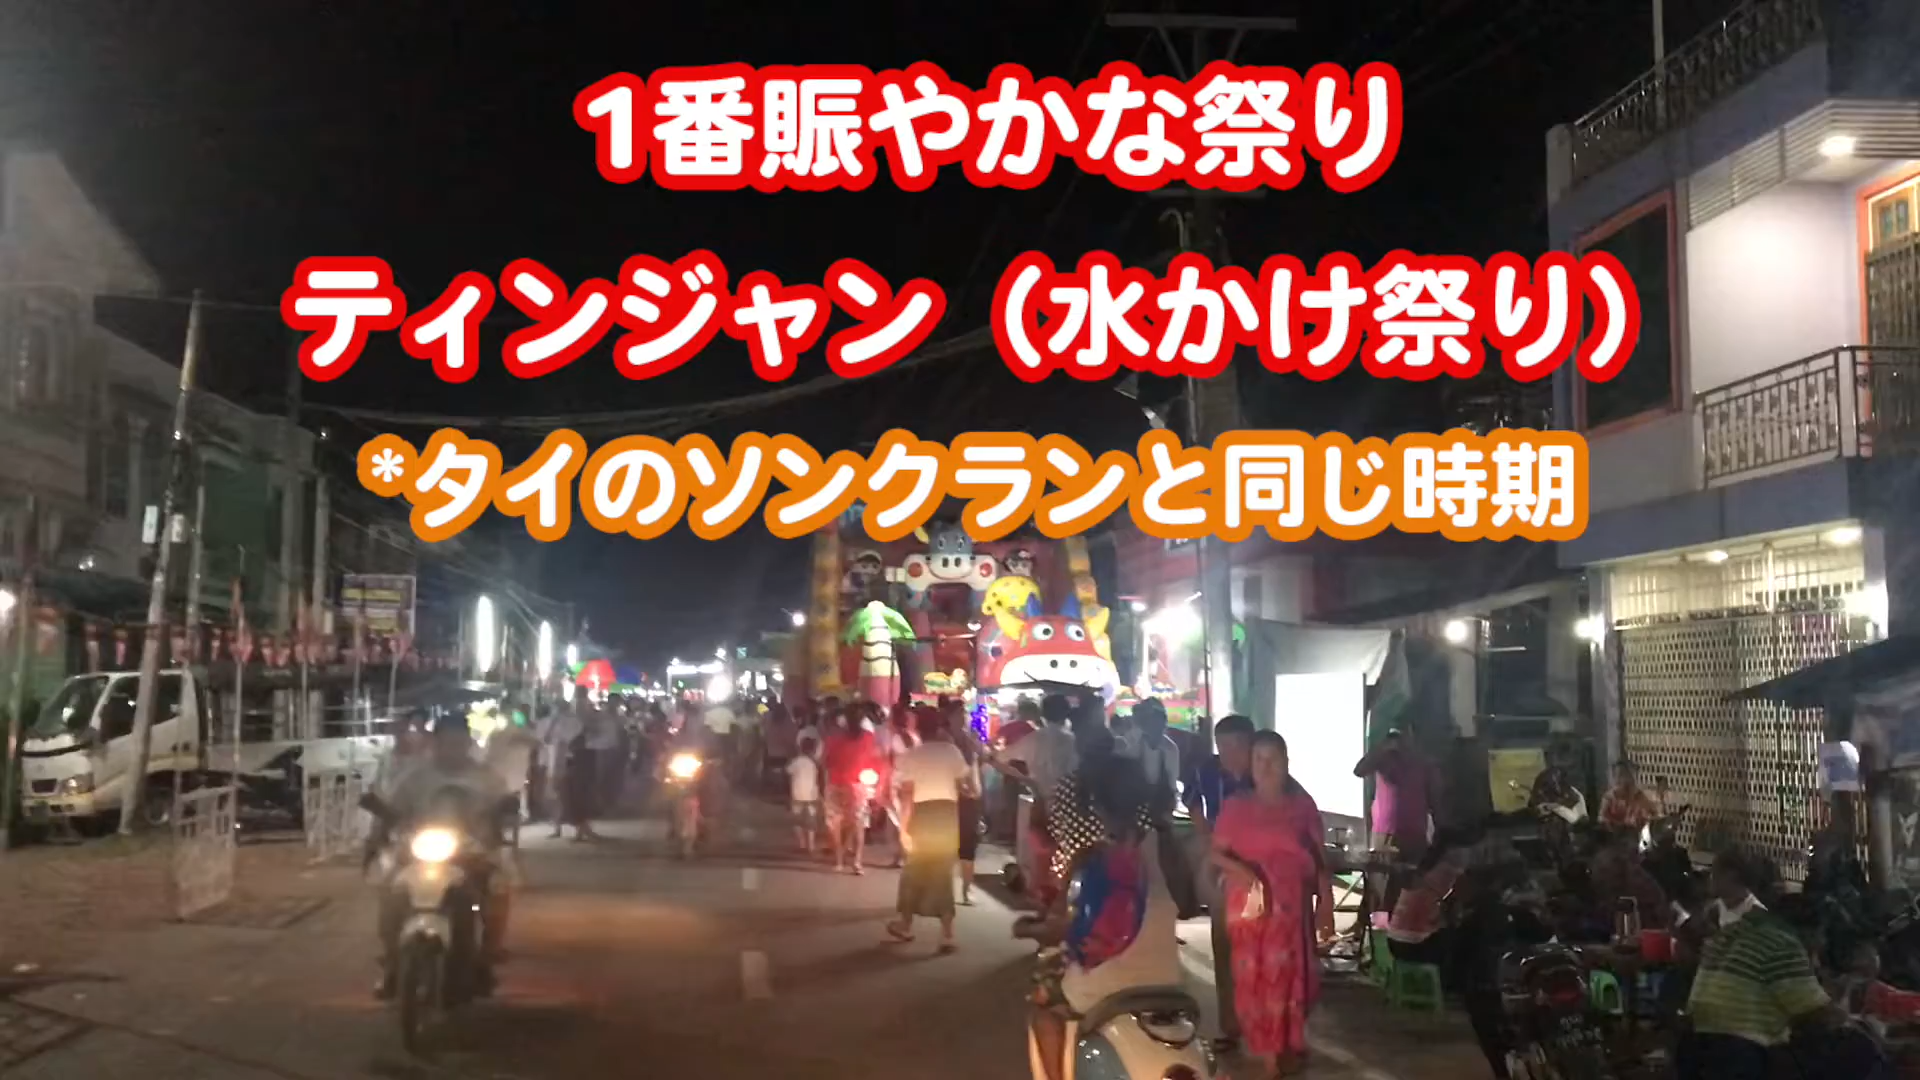 1番賑やかな祭り
ティンジャン（水かけ祭り）
*タイのソンクランと同じ時期